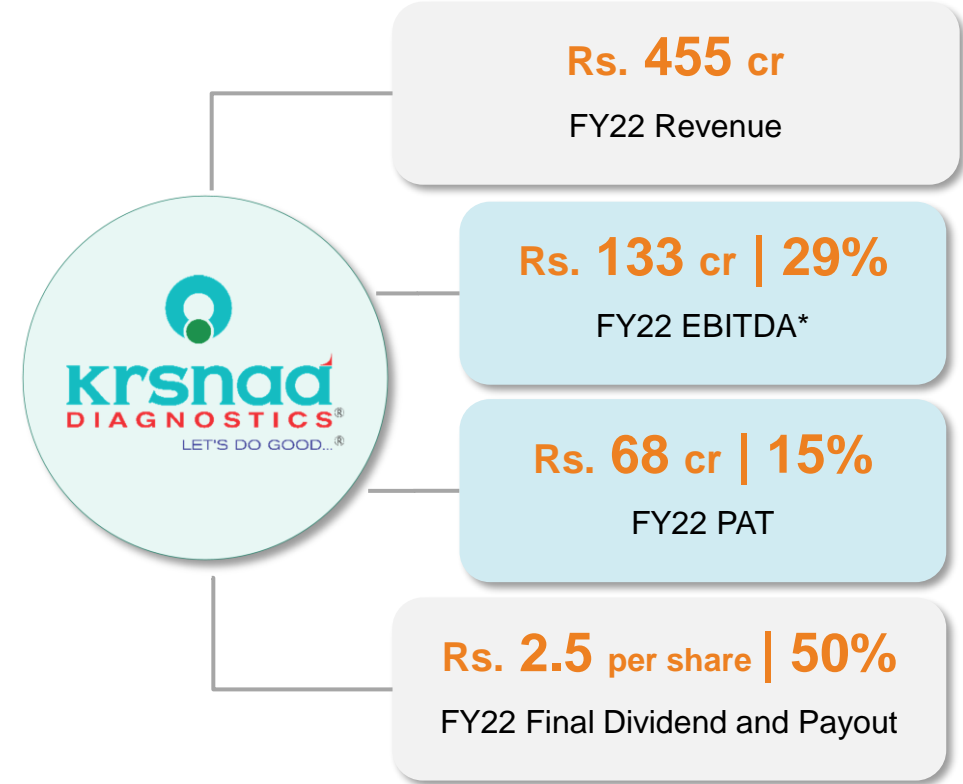 Rs. 455 cr
FY22 Revenue
Rs. 133 cr | 29%
FY22 EBITDA*
krsnaa
DIAGNOSTICS®
LET'S DO GOOD...®
Rs. 68 cr | 15%
FY22 PAT
Rs. 2.5 per share | 50%
FY22 Final Dividend and Payout